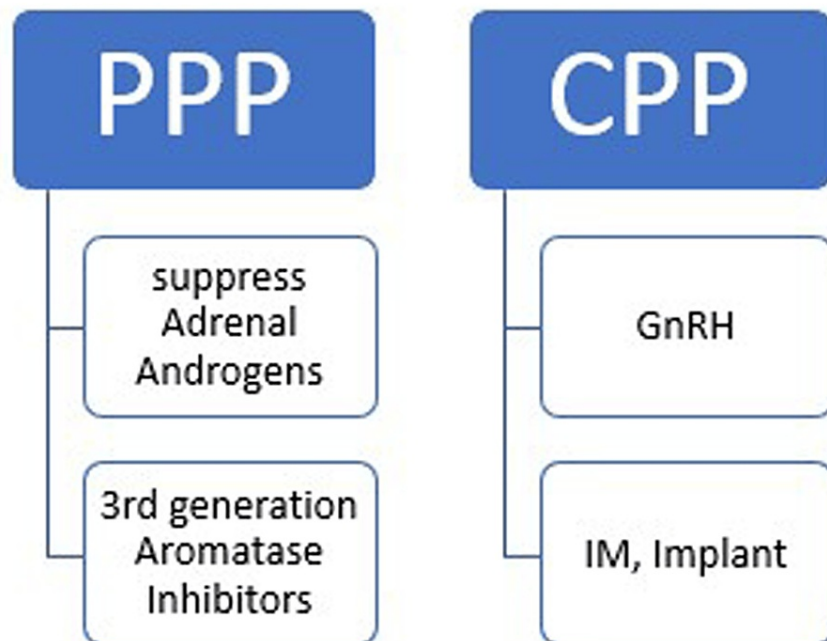 PPP
suppress
Adrenal
Androgens
3rd generation
Aromatase
Inhibitors
CPP
GnRH
IM, Implant